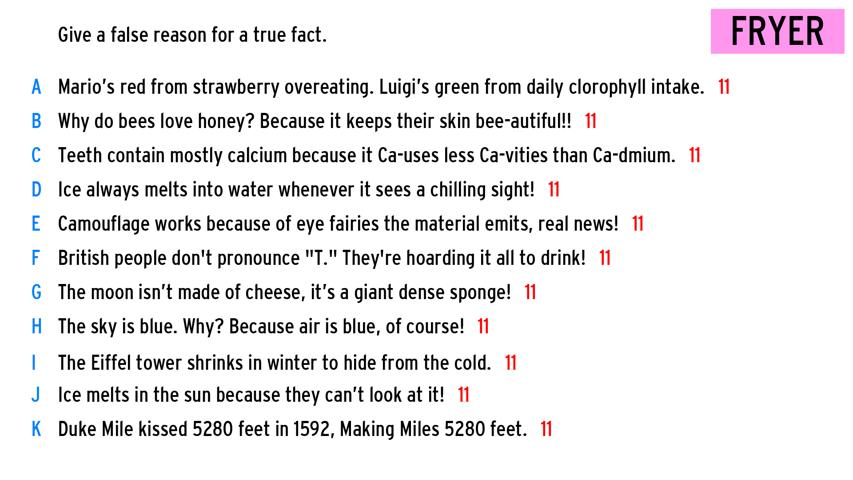 Give a false reason for a true fact.
FRYER
A Mario's red from strawberry overeating. Luigi's green from daily clorophyll intake. 11
B Why do bees love honey? Because it keeps their skin bee-autiful!! 11
C Teeth contain mostly calcium because it Ca-uses less Ca-vities than Ca-dmium. 11
D Ice always melts into water whenever it sees a chilling sight! 11
E Camouflage works because of eye fairies the material emits, real news! 11
F British people don't pronounce "T." They're hoarding it all to drink! 11
G The moon isn't made of cheese, it's a giant dense sponge! 11
H The sky is blue. Why? Because air is blue, of course! 11
I The Eiffel tower shrinks in winter to hide from the cold. 11
J Ice melts in the sun because they can't look at it! 11
K Duke Mile kissed 5280 feet in 1592, Making Miles 5280 feet. 11